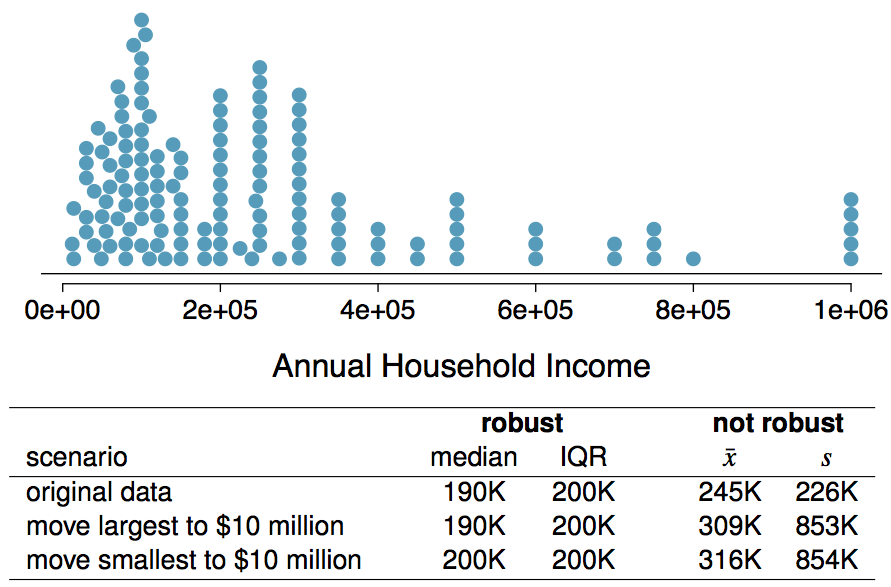 0e+00 2e+05 4e+05 6e+05 8e+05 1e+06
Annual Household Income
robust not robust
scenario median IQR x̄ s
original data 190K 200K 245K 226K
move largest to $10 million 190K 200K 309K 853K
move smallest to $10 million 200K 200K 316K 854K